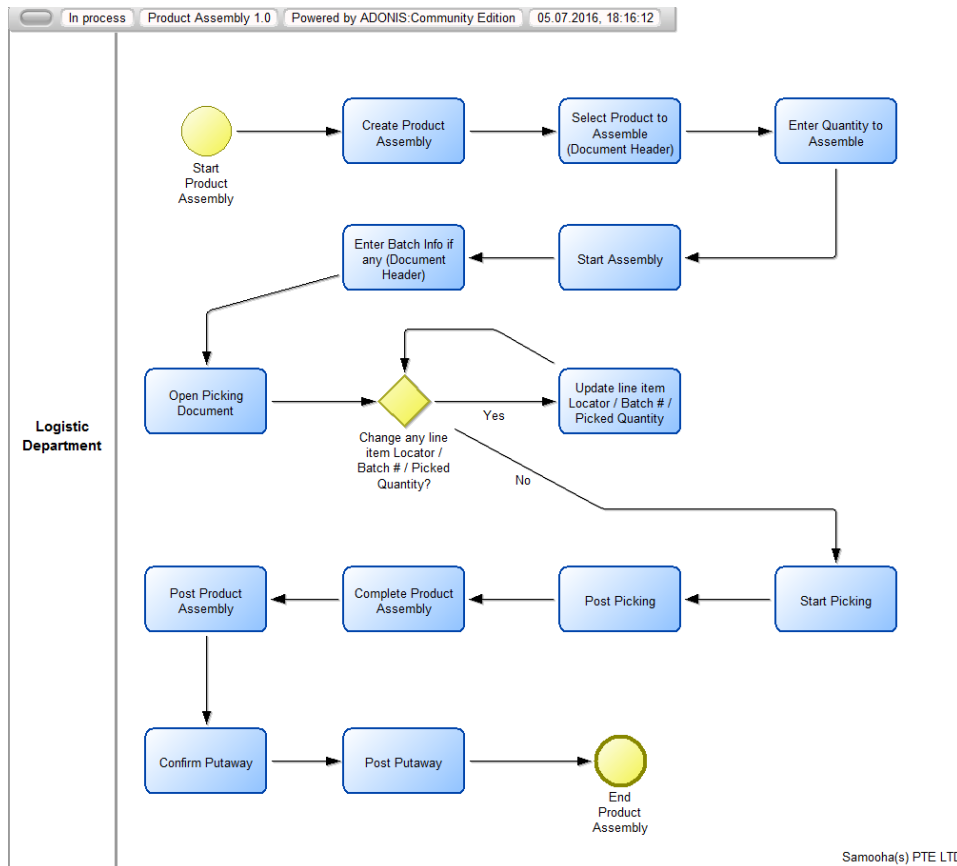 In process
Product Assembly 1.0
Powered by ADONIS:Community Edition
05.07.2016, 18:16:12
Logistic
Department
Start
Product
Assembly
Create Product
Assembly
Select Product to
Assemble
(Document Header)
Enter Quantity to
Assemble
Enter Batch Info if
any (Document
Header)
Start Assembly
Open Picking
Document
Change any line
item Locator /
Batch # / Picked
Quantity?
Yes
Update line item
Locator / Batch # /
Picked Quantity
No
Post Product
Assembly
Complete Product
Assembly
Post Picking
Start Picking
Confirm Putaway
Post Putaway
End
Product
Assembly
Samooha(s) PTE LTD